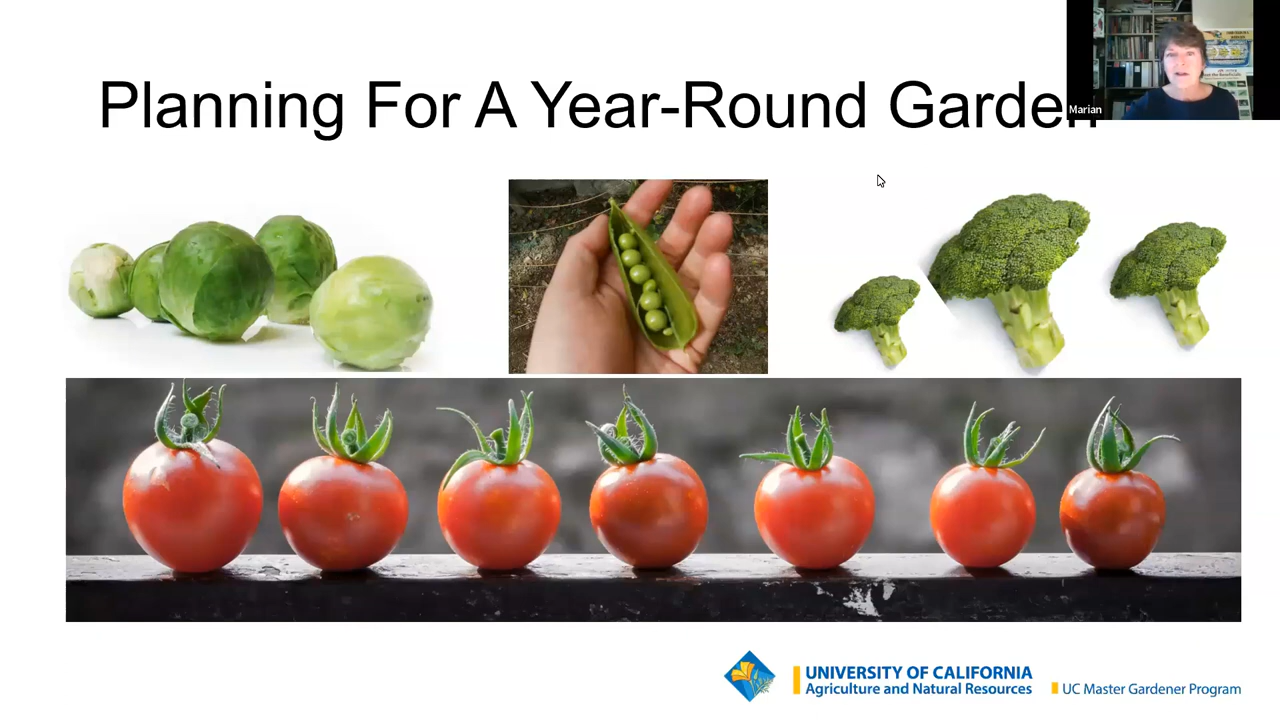 Planning For A Year-Round Garden
Marian
UNIVERSITY OF CALIFORNIA
Agriculture and Natural Resources
UC Master Gardener Program